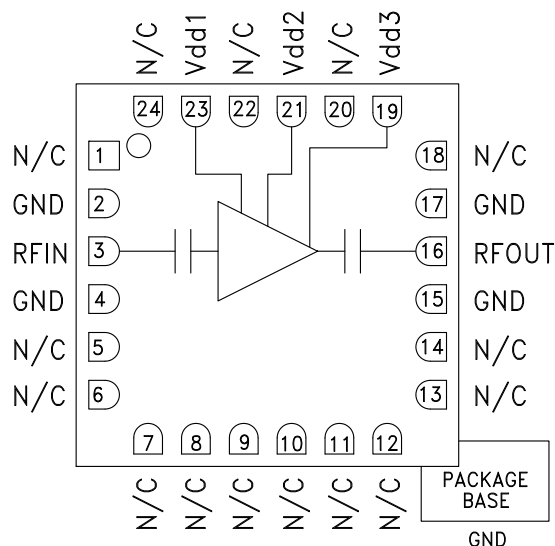 N/C
Vdd1
N/C
Vdd2
N/C
Vdd3
24
23
22
21
20
19
N/C 1
GND 2
RFIN 3
GND 4
N/C 5
N/C 6
18 N/C
17 GND
16 RFOUT
15 GND
14 N/C
13 N/C
7
8
9
10
11
12
N/C
N/C
N/C
N/C
N/C
N/C
PACKAGE
BASE
GND